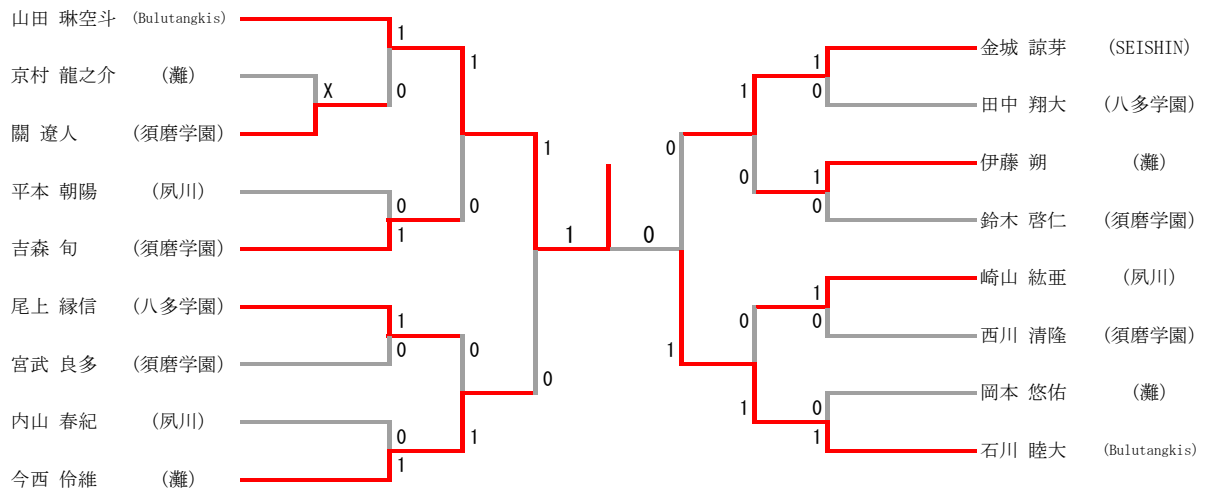 山田 琳空斗 (Bulutangkis)
京村 龍之介 (灘)
關 遼人 (須磨学園)
平本 朝陽 (夙川)
吉森 旬 (須磨学園)
尾上 縁信 (八多学園)
宮武 良多 (須磨学園)
内山 春紀 (夙川)
今西 伶維 (灘)
1
0
X
0
1
1
0
0
1
1
0
0
1
1
0
1
0
0
1
1
0
0
1
1
0
1
0
1
0
0
1
金城 諒芽 (SEISHIN)
田中 翔大 (八多学園)
伊藤 朔 (灘)
鈴木 啓仁 (須磨学園)
崎山 紘亜 (夙川)
西川 清隆 (須磨学園)
岡本 悠佑 (灘)
石川 睦大 (Bulutangkis)